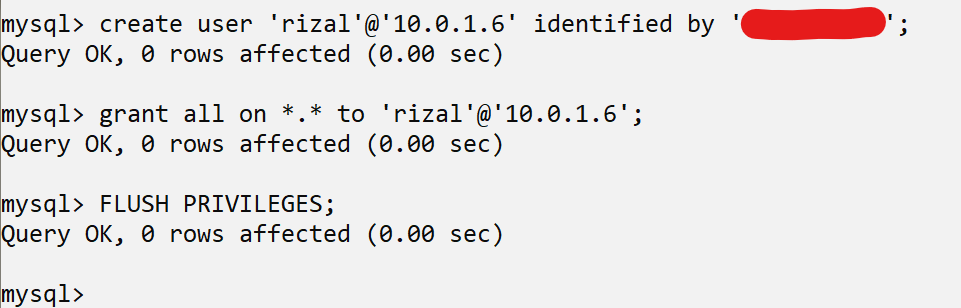 mysql> create user 'rizal'@'10.0.1.6' identified by '';
Query OK, 0 rows affected (0.00 sec)
mysql> grant all on *.* to 'rizal'@'10.0.1.6';
Query OK, 0 rows affected (0.00 sec)
mysql> FLUSH PRIVILEGES;
Query OK, 0 rows affected (0.00 sec)
mysql>